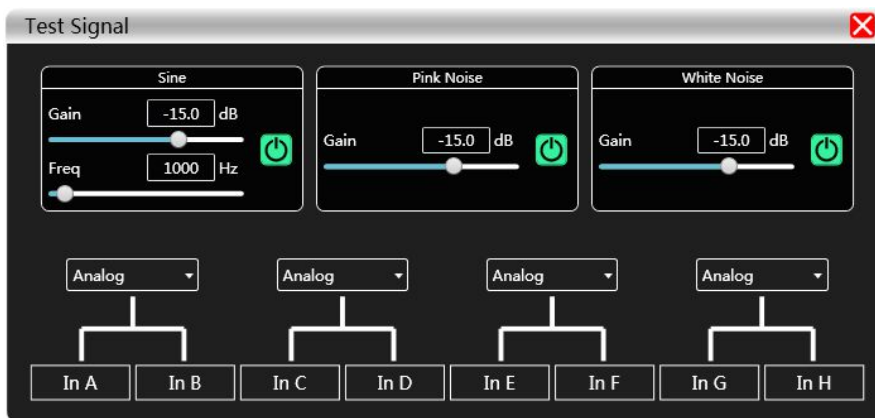 Test Signal
Sine
Gain -15.0 dB
Freq 1000 Hz
Pink Noise
Gain -15.0 dB
White Noise
Gain -15.0 dB
Analog Analog Analog Analog
In A In B In C In D In E In F In G In H